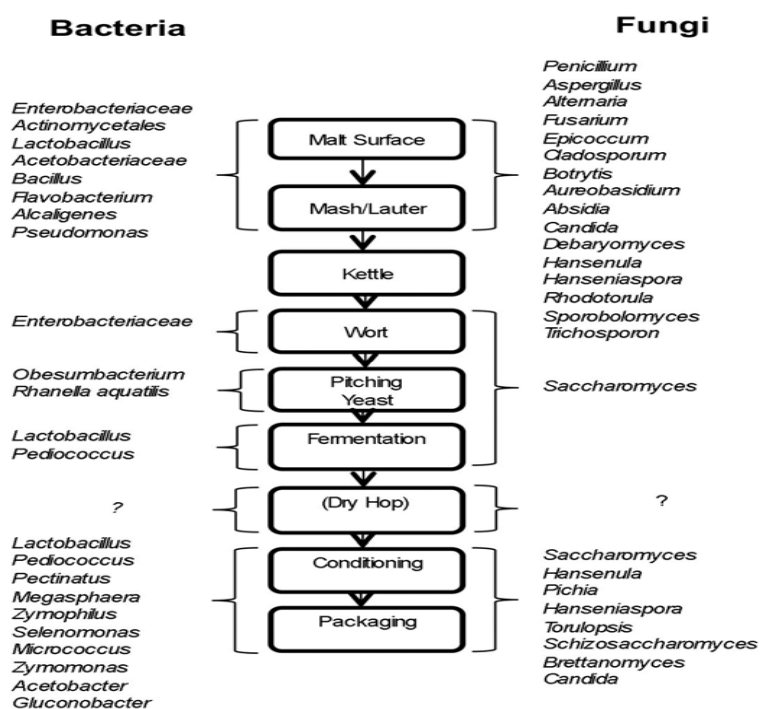 Bacteria
Fungi
Enterobacteriaceae
Actinomycetales
Lactobacillus
Acetobacteriaceae
Bacillus
Flavobacterium
Alcaligenes
Pseudomonas
Enterobacteriaceae
Obesumbacterium
Rhanella aquatilis
Lactobacillus
Pediococcus
?
Lactobacillus
Pediococcus
Pectinatus
Megasphaera
Zymophilus
Selenomonas
Micrococcus
Zymomonas
Acetobacter
Gluconobacter
Malt Surface
Mash/Lauter
Kettle
Wort
Pitching
Yeast
Fermentation
(Dry Hop)
Conditioning
Packaging
Penicillium
Aspergillus
Alternaria
Fusarium
Epicoccum
Cladosporum
Botrytis
Aureobasidium
Absidia
Candida
Debaryomyces
Hansenula
Hanseniaspora
Rhodotorula
Sporobolomyces
Trichosporon
Saccharomyces
?
Saccharomyces
Hansenula
Pichia
Hanseniaspora
Torulopsis
Schizosaccharomyces
Brettanomyces
Candida